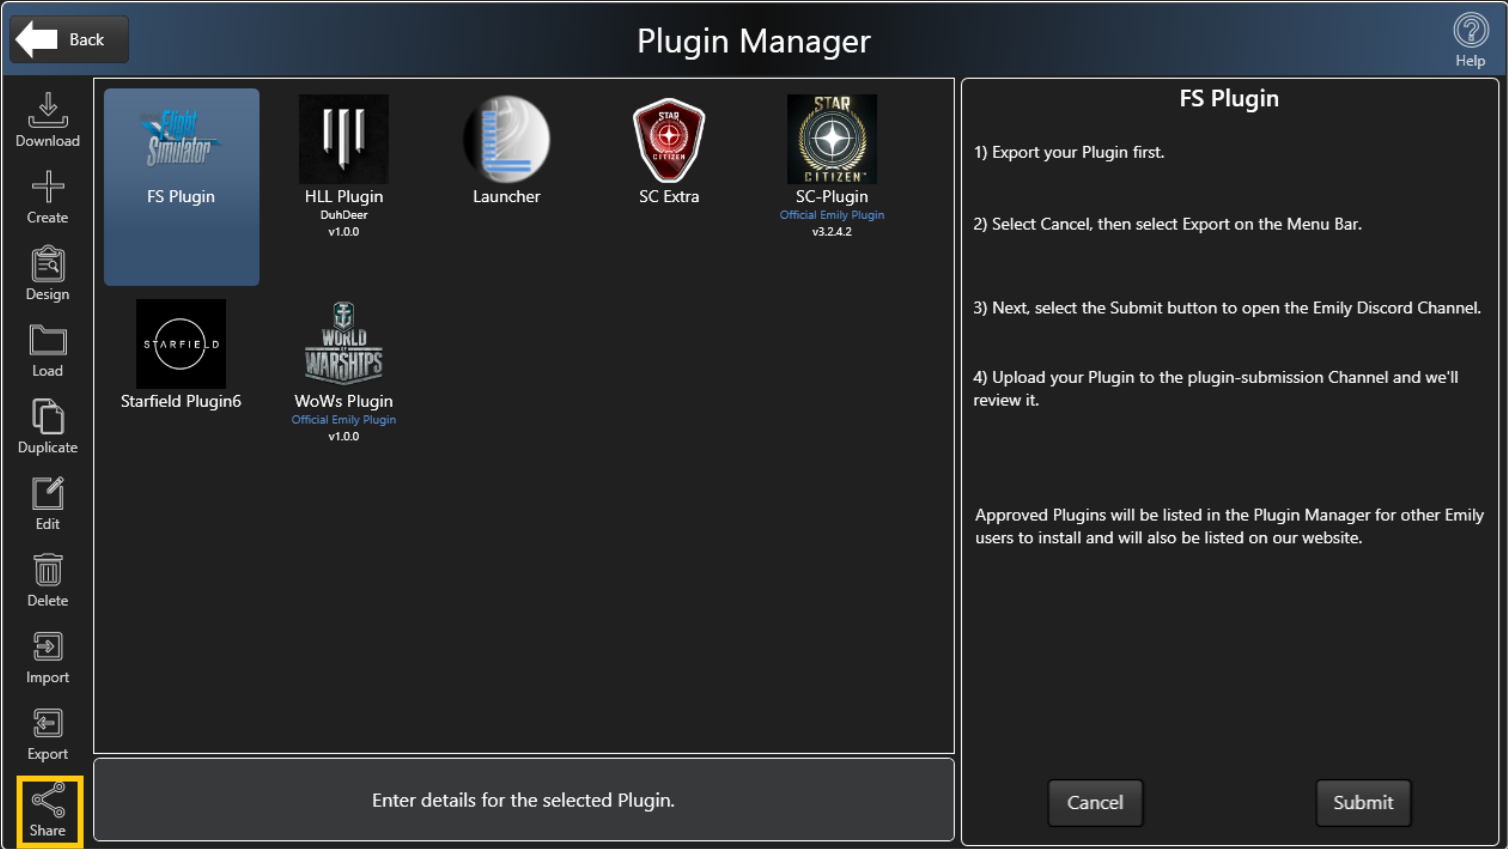 Back
Plugin Manager
Help
Download
Create
Design
Load
Duplicate
Edit
Delete
Import
Export
Share
Flight
Simulator
FS Plugin
HLL Plugin
DuhDeer
v1.0.0
Launcher
STAR
CITIZEN
SC Extra
STAR
CITIZEN
SC-Plugin
Official Emily Plugin
v3.2.4.2
STARFIELD
Starfield Plugin6
WORLD
OF
WARSHIPS
WoWs Plugin
Official Emily Plugin
v1.0.0
Enter details for the selected Plugin.
FS Plugin
1) Export your Plugin first.
2) Select Cancel, then select Export on the Menu Bar.
3) Next, select the Submit button to open the Emily Discord Channel.
4) Upload your Plugin to the plugin-submission Channel and we'll
review it.
Approved Plugins will be listed in the Plugin Manager for other Emily
users to install and will also be listed on our website.
Cancel
Submit